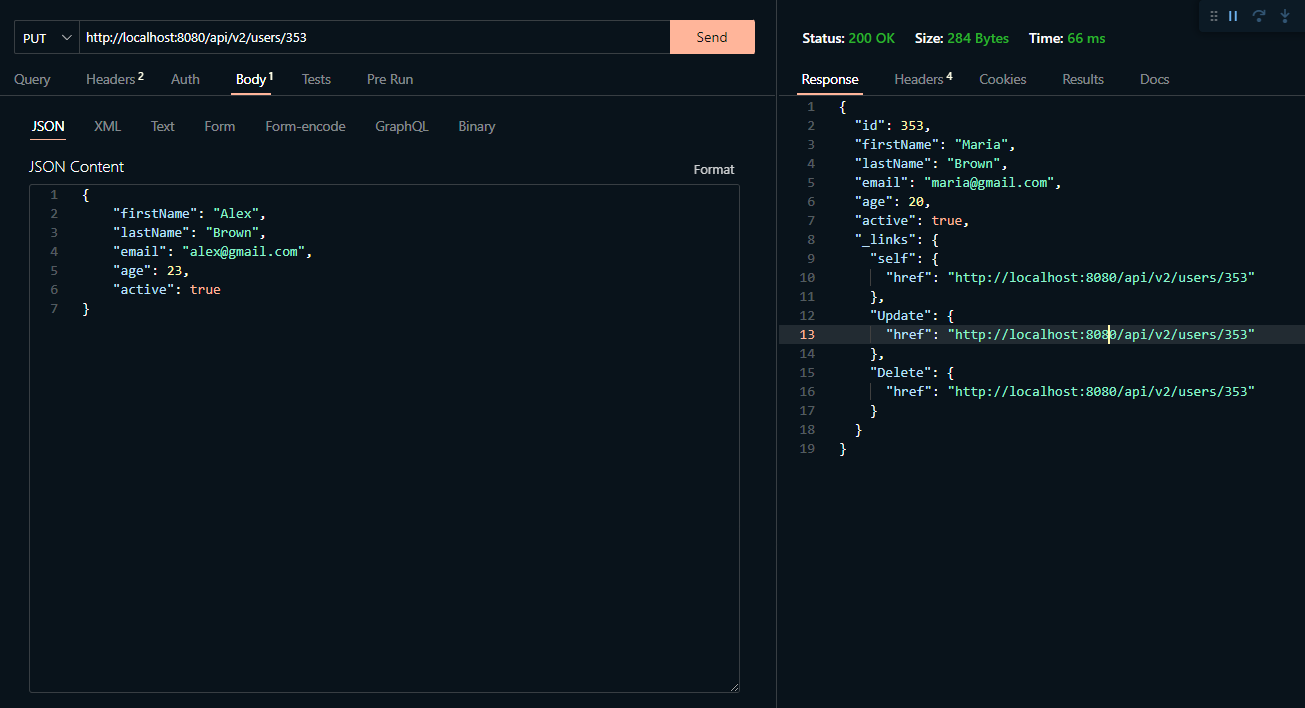 PUT http://localhost:8080/api/v2/users/353 Send
Query Headers 2 Auth Body 1 Tests Pre Run
JSON XML Text Form Form-encode GraphQL Binary
JSON Content Format
1 {
2 "firstName": "Alex",
3 "lastName": "Brown",
4 "email": "alex@gmail.com",
5 "age": 23,
6 "active": true
7 }
Status: 200 OK Size: 284 Bytes Time: 66 ms
Response Headers 4 Cookies Results Docs
1 {
2 "id": 353,
3 "firstName": "Maria",
4 "lastName": "Brown",
5 "email": "maria@gmail.com",
6 "age": 20,
7 "active": true,
8 "_links": {
9 "self": {
10 "href": "http://localhost:8080/api/v2/users/353"
11 },
12 "Update": {
13 "href": "http://localhost:8080/api/v2/users/353"
14 },
15 "Delete": {
16 "href": "http://localhost:8080/api/v2/users/353"
17 }
18 }
19 }